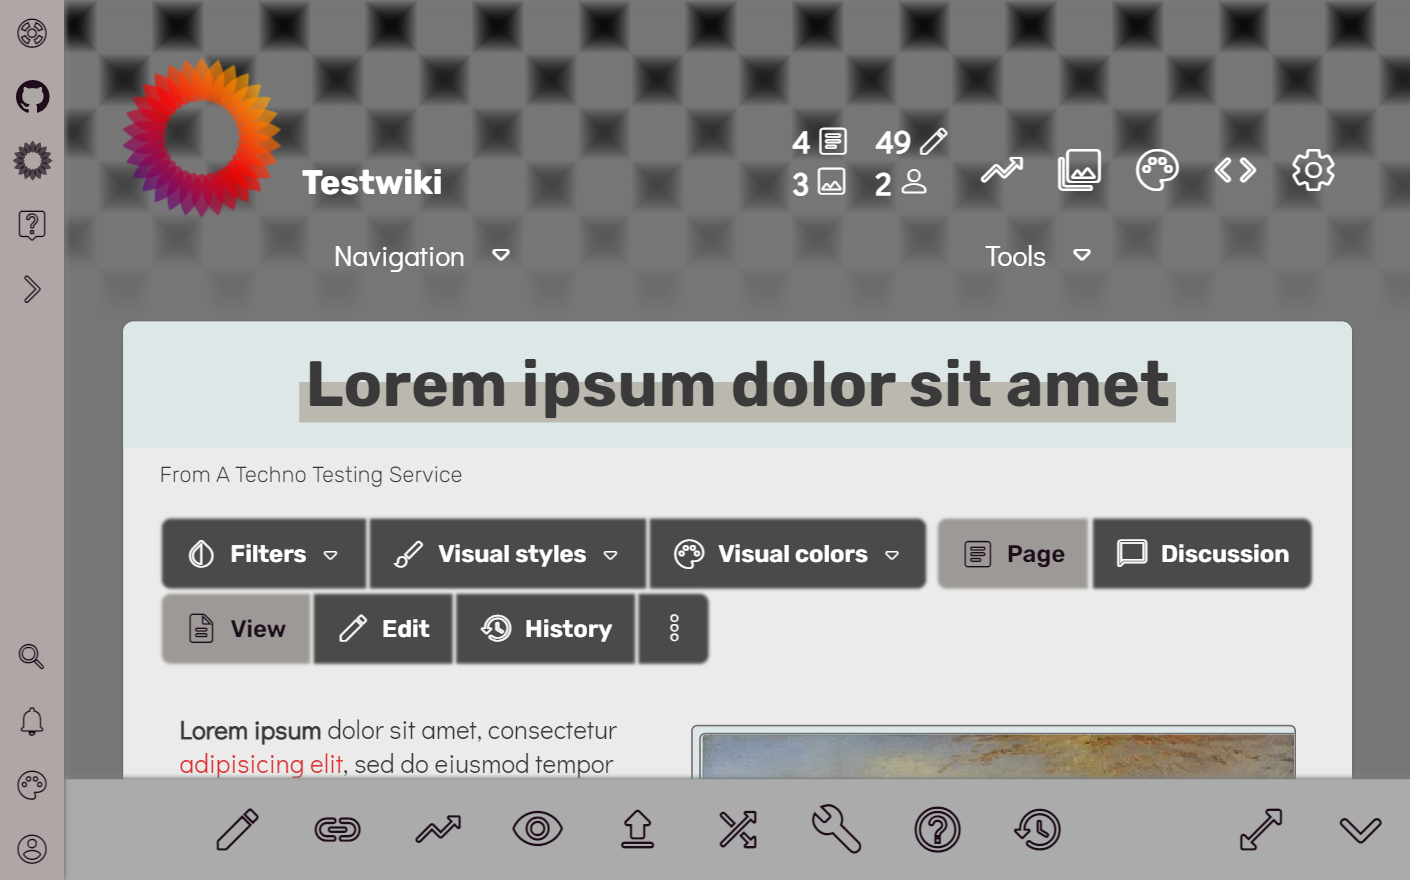 4 49
3 2
Testwiki
Navigation Tools
Lorem ipsum dolor sit amet
From A Techno Testing Service
Filters Visual styles Visual colors Page Discussion
View Edit History
Lorem ipsum dolor sit amet, consectetur
adipisicing elit, sed do eiusmod tempor